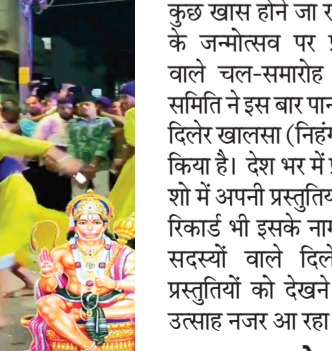 कुछ खास होने जा र
के जन्मोत्सव पर प्र
वाले चल-समारोह
समिति ने इस बार पान
दिलेर खालसा (निहंग
किया है। देश भर में प्र
शो में अपनी प्रस्तुतिय
रिकार्ड भी इसके नाम
सदस्यों वाले दिले
प्रस्तुतियों को देखने
उत्साह नजर आ रहा